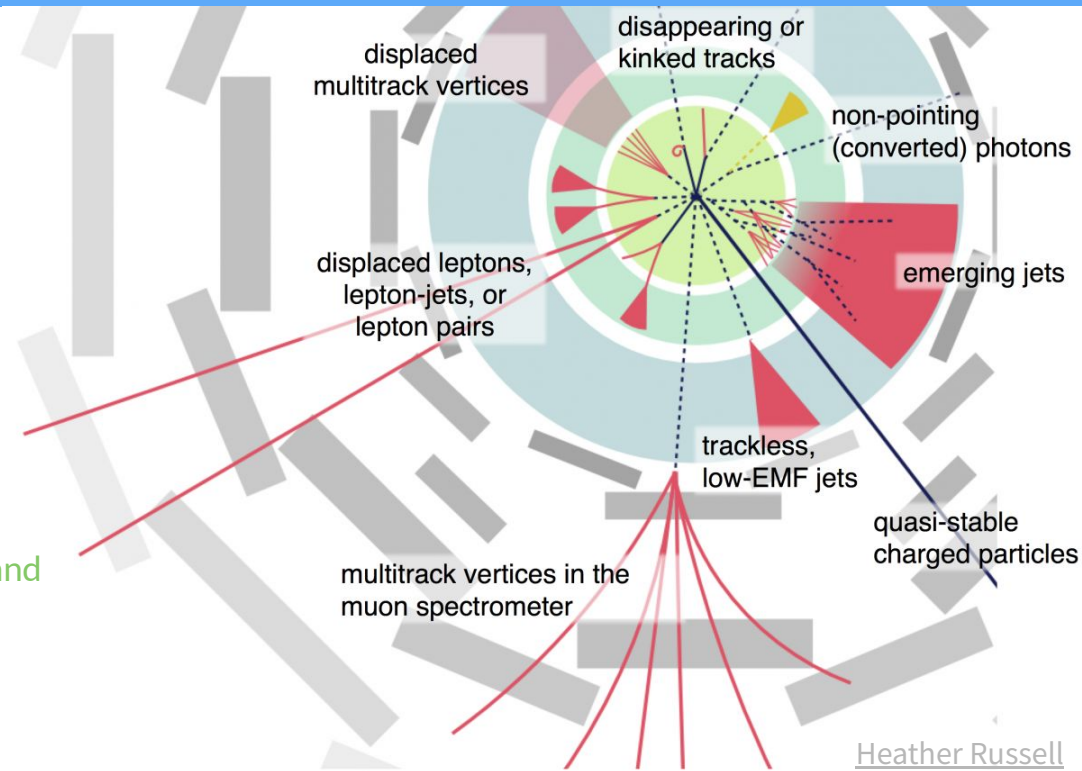 disappearing or
kinked tracks
displaced
multitrack vertices
non-pointing
(converted) photons
displaced leptons,
lepton-jets, or
lepton pairs
emerging jets
trackless,
low-EMF jets
quasi-stable
charged particles
and
multitrack vertices in the
muon spectrometer
Heather Russell